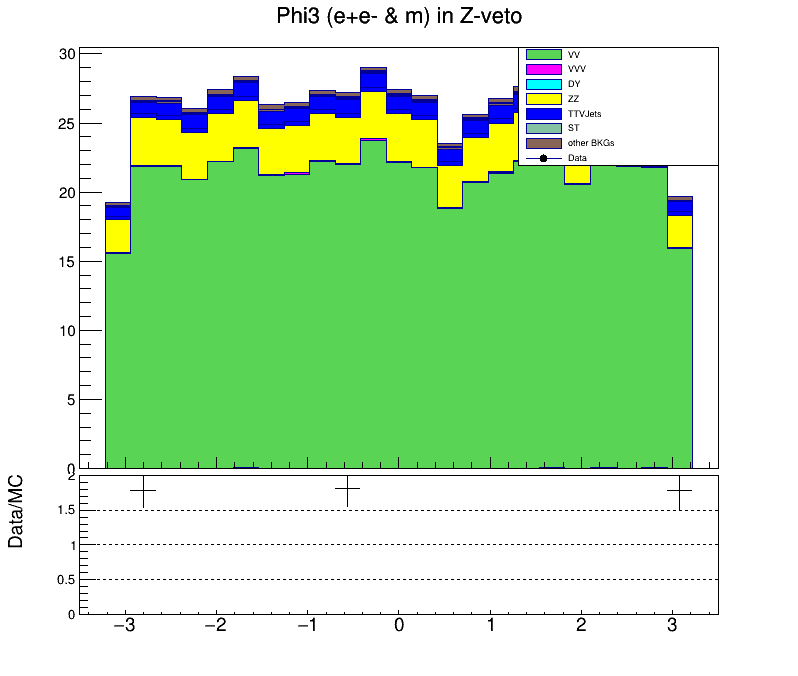 Phi3 (e+e- & m) in Z-veto
30
25
20
15
10
5
0
VV
VVV
DY
ZZ
TTVJets
ST
other BKGs
Data
Data/MC
2
1.5
1
0.5
0
−3 −2 −1 0 1 2 3